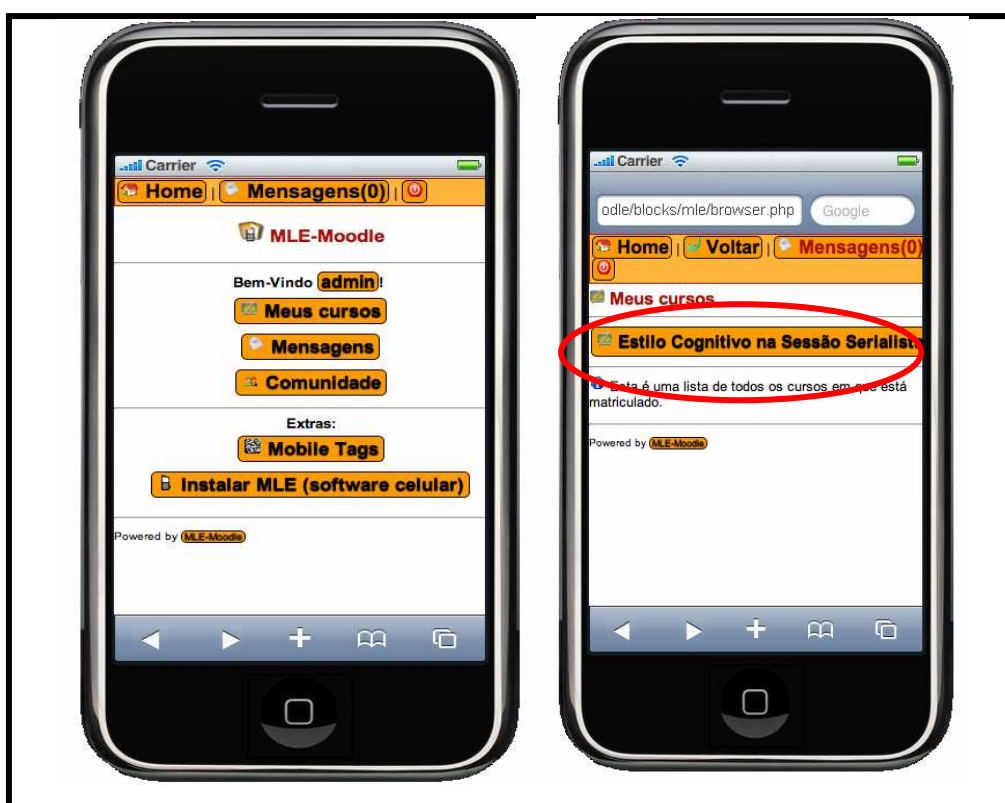 Carrier
Home | Mensagens(0) |
MLE-Moodle
Bem-Vindo admin!
Meus cursos
Mensagens
Comunidade
Extras:
Mobile Tags
Instalar MLE (software celular)
Powered by MLE-Moodle
Carrier
odle/blocks/mle/browser.php
Google
Home | Voltar | Mensagens(0)
Meus cursos
Estilo Cognitivo na Sessão Serialist
Esta é uma lista de todos os cursos em que está
matriculado.
Powered by MLE-Moodle